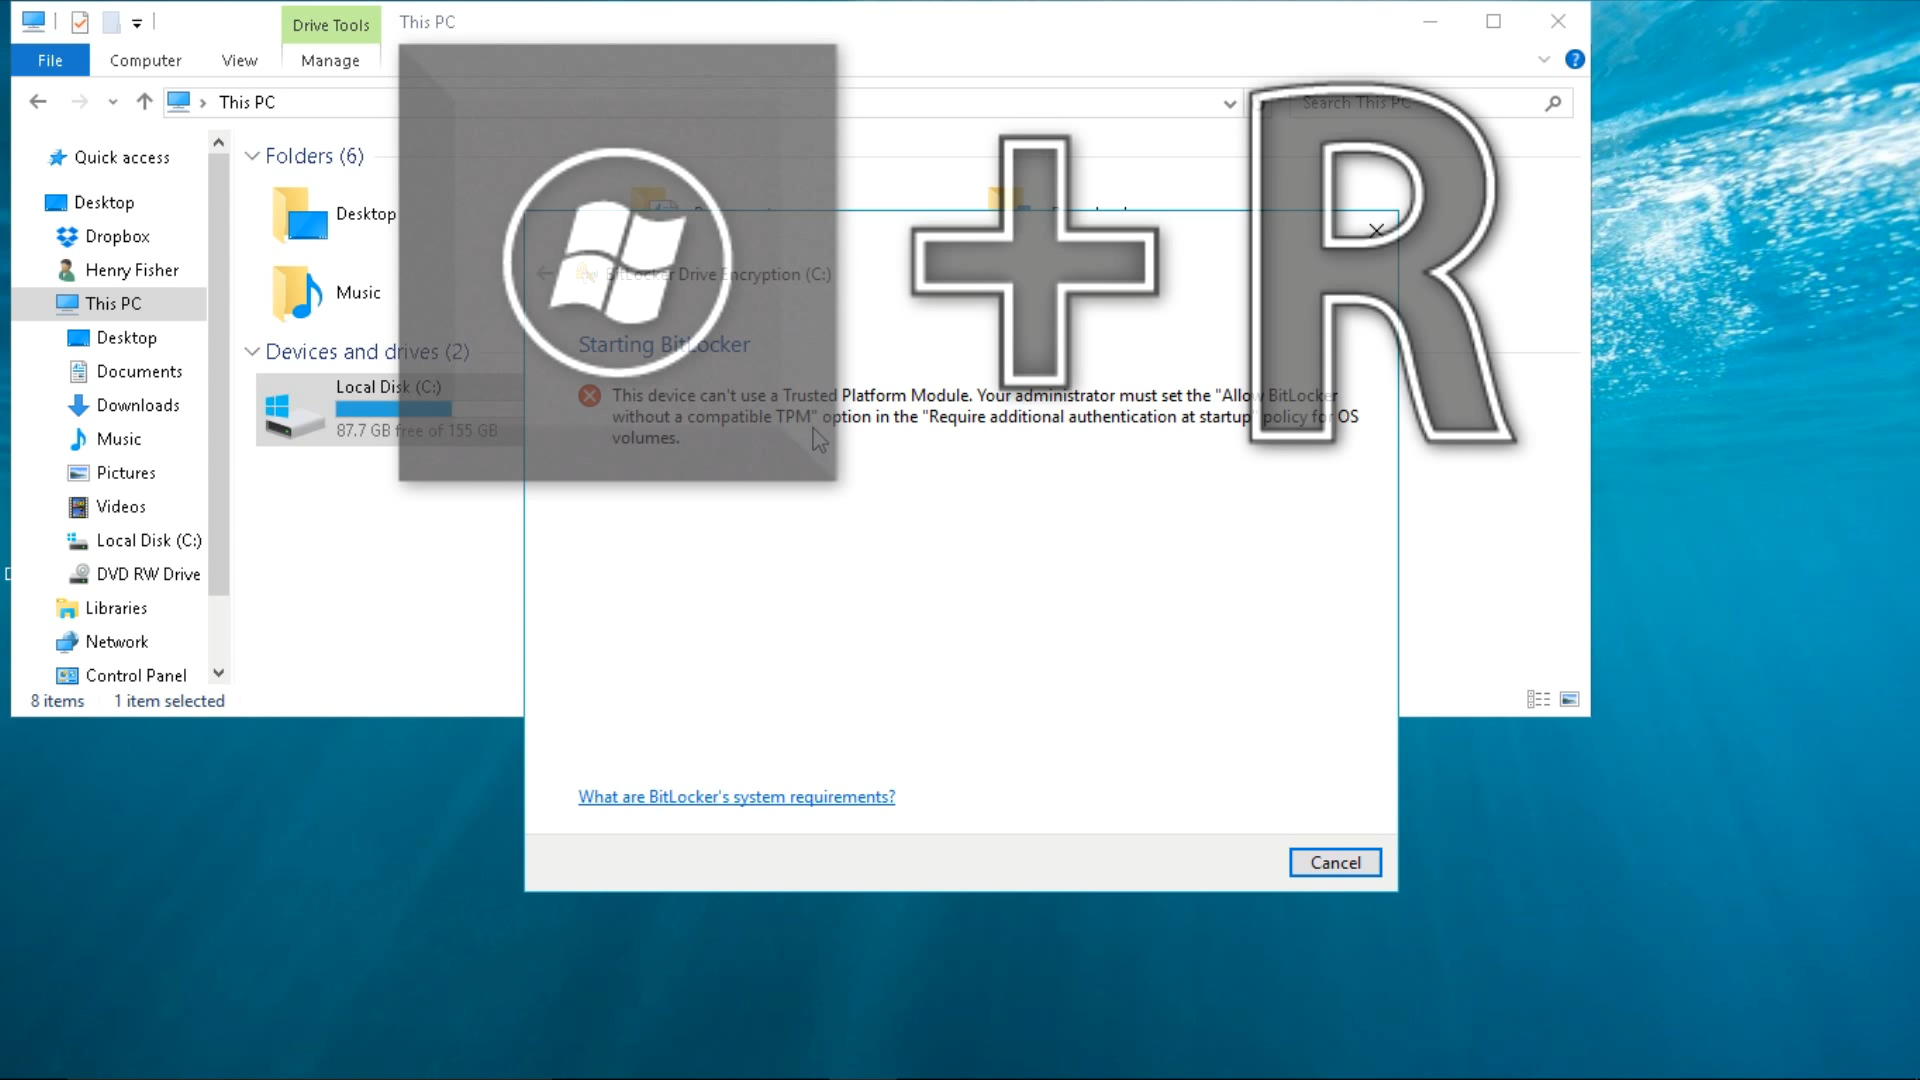 Drive Tools
This PC
File
Computer
View
Manage
This PC
Search This PC
Quick access
Desktop
Dropbox
Henry Fisher
This PC
Desktop
Documents
Downloads
Music
Pictures
Videos
Local Disk (C:)
DVD RW Drive
Libraries
Network
Control Panel
8 items
1 item selected
Folders (6)
Desktop
Music
Devices and drives (2)
Local Disk (C:)
87.7 GB free of 155 GB
+ R
BitLocker Drive Encryption (C:)
Starting BitLocker
This device can't use a Trusted Platform Module. Your administrator must set the "Allow BitLocker
without a compatible TPM" option in the "Require additional authentication at startup" policy for OS
volumes.
What are BitLocker's system requirements?
Cancel